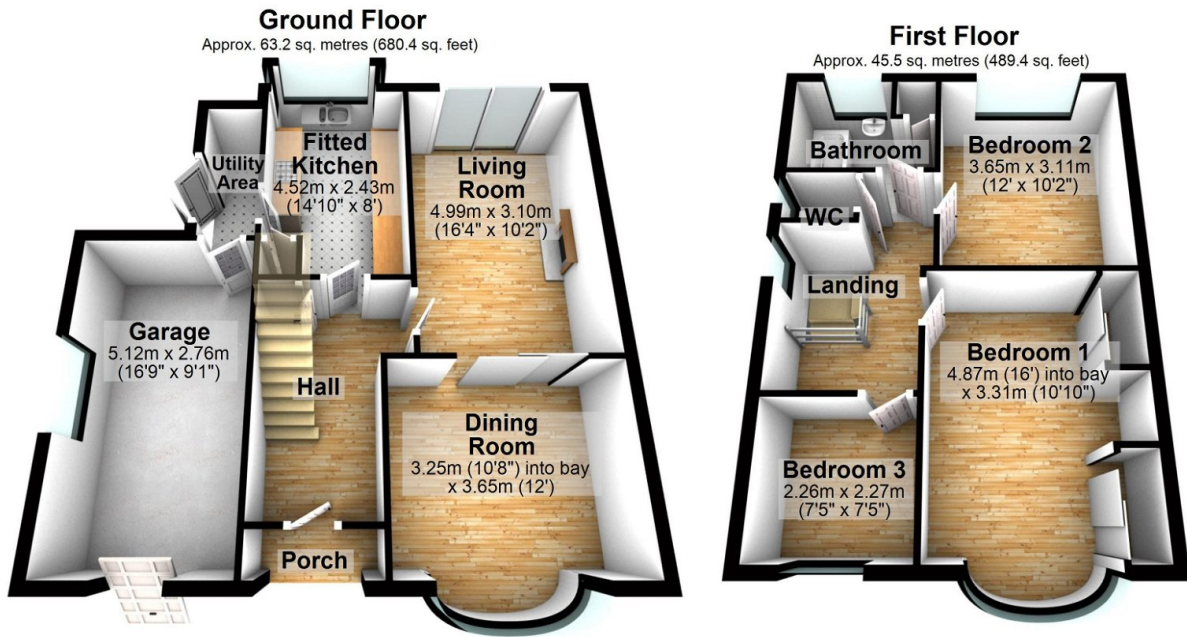 Ground Floor
Approx. 63.2 sq. metres (680.4 sq. feet)
Fitted
Kitchen
4.52m x 2.43m
(14'10" x 8')
Utility
Area
Living
Room
4.99m x 3.10m
(16'4" x 10'2")
Garage
5.12m x 2.76m
(16'9" x 9'1")
Hall
Dining
Room
3.25m (10'8") into bay
x 3.65m (12')
Porch
First Floor
Approx. 45.5 sq. metres (489.4 sq. feet)
Bathroom
Bedroom 2
3.65m x 3.11m
(12' x 10'2")
WC
Landing
Bedroom 1
4.87m (16') into bay
x 3.31m (10'10")
Bedroom 3
2.26m x 2.27m
(7'5" x 7'5")